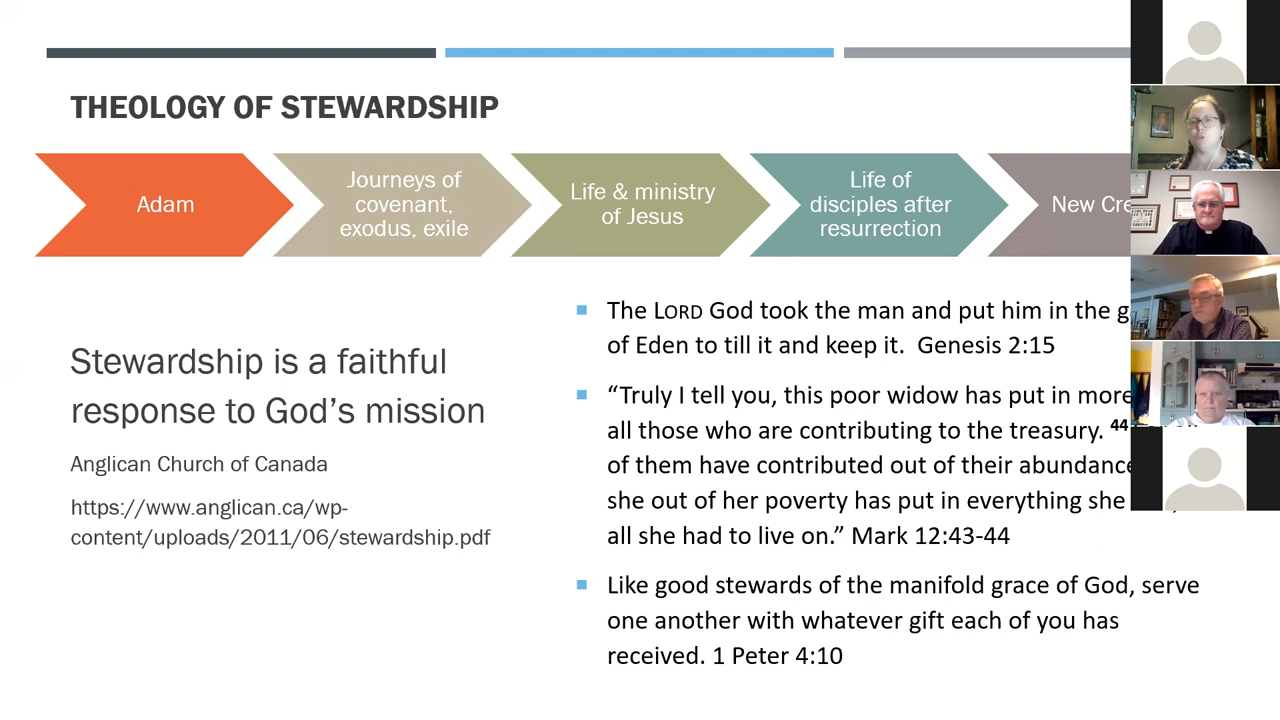 THEOLOGY OF STEWARDSHIP
Adam
Journeys of
covenant,
exodus, exile
Life & ministry
of Jesus
Life of
disciples after
resurrection
New Cre
Stewardship is a faithful
response to God’s mission
Anglican Church of Canada
https://www.anglican.ca/wp-
content/uploads/2011/06/stewardship.pdf
The LORD God took the man and put him in the g
of Eden to till it and keep it. Genesis 2:15
“Truly I tell you, this poor widow has put in more
all those who are contributing to the treasury. 44
of them have contributed out of their abundance
she out of her poverty has put in everything she
all she had to live on.” Mark 12:43-44
Like good stewards of the manifold grace of God, serve
one another with whatever gift each of you has
received. 1 Peter 4:10